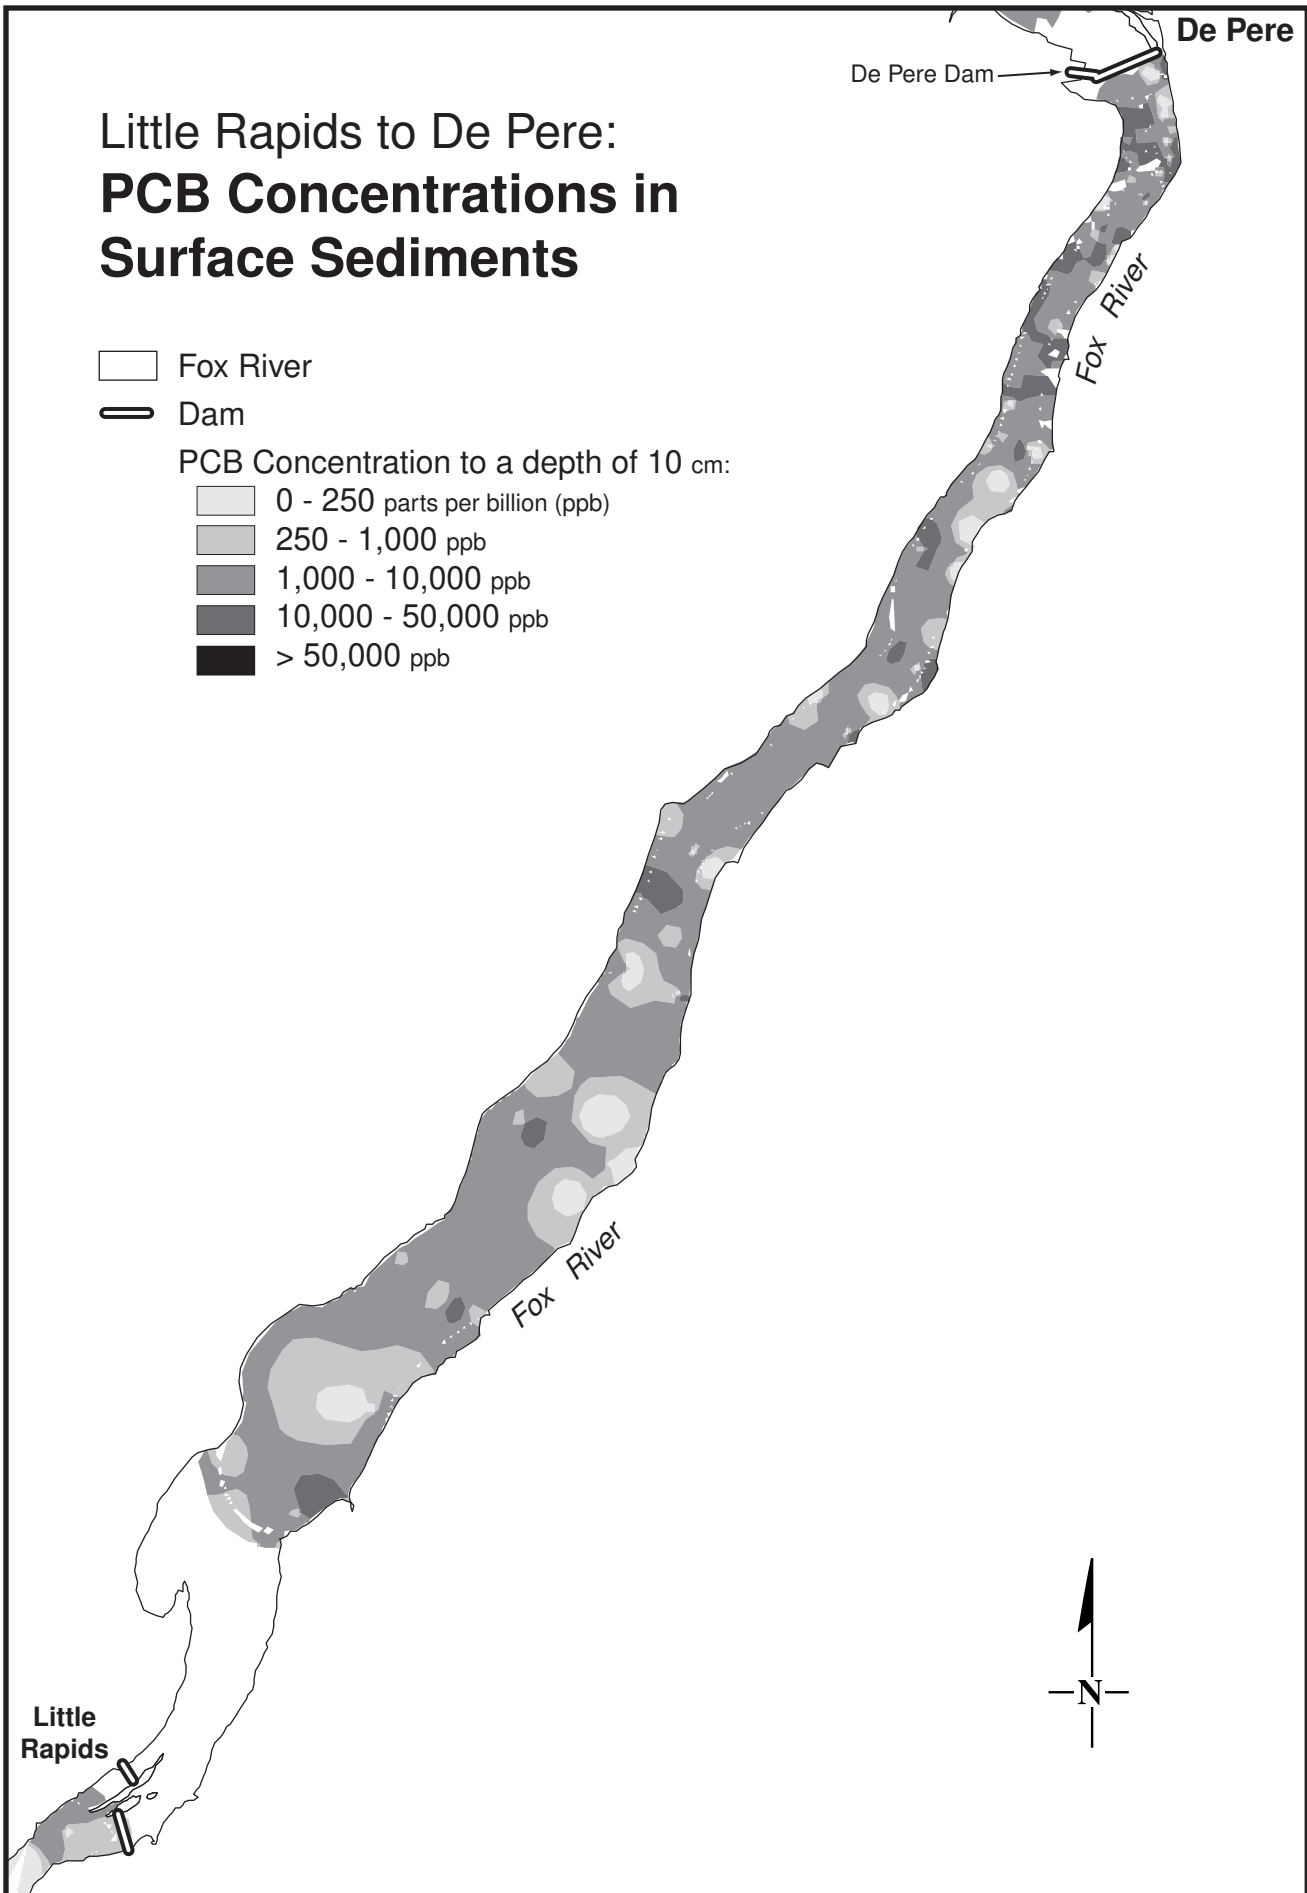 De Pere
De Pere Dam
Little Rapids to De Pere:
PCB Concentrations in
Surface Sediments
Fox River
Dam
PCB Concentration to a depth of 10 cm:
0 - 250 parts per billion (ppb)
250 - 1,000 ppb
1,000 - 10,000 ppb
10,000 - 50,000 ppb
> 50,000 ppb
Fox River
Fox River
N
Little
Rapids